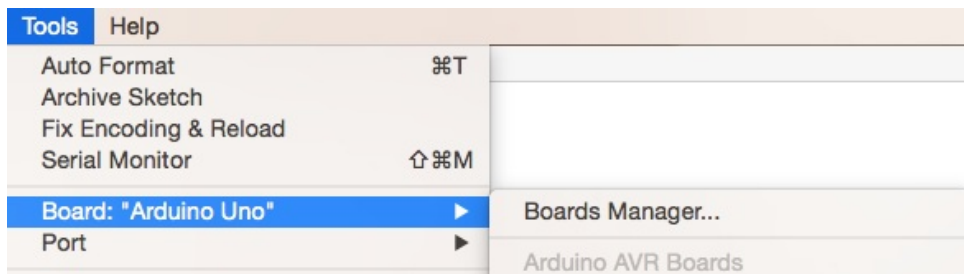 Tools Help
Auto Format ⌘T
Archive Sketch
Fix Encoding & Reload
Serial Monitor ⇧⌘M
Board: "Arduino Uno" ▶ Boards Manager...
Port ▶
Arduino AVR Boards